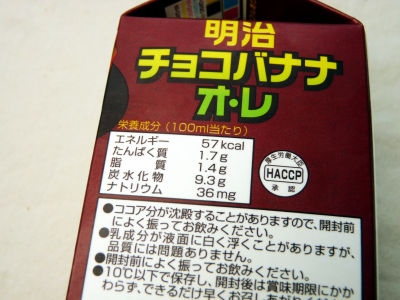 明治
チョコバナナ
オ・レ
栄養成分(100ml当たり)
エネルギー 57kcal
たんぱく質 1.7g
脂質 1.4g
炭水化物 9.3g
ナトリウム 36mg
厚生労働大臣
HACCP
承認
●ココア分が沈殿することがありますので、開封前
によく振ってお飲みください。
●乳成分が液面に白く浮くことがありますが、
品質には問題ありません。
●開封前によく振ってお飲みください。
●10℃以下で保存し、開封後は賞味期限にかか
わらず、できるだけ早くお召しあがりください